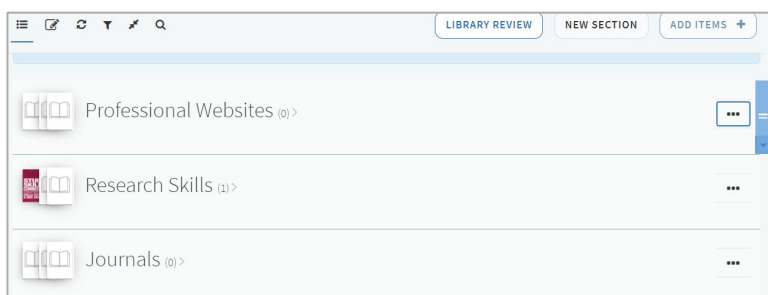 LIBRARY REVIEW NEW SECTION ADD ITEMS +
Professional Websites (0) >
Research Skills (1) >
Journals (0) >